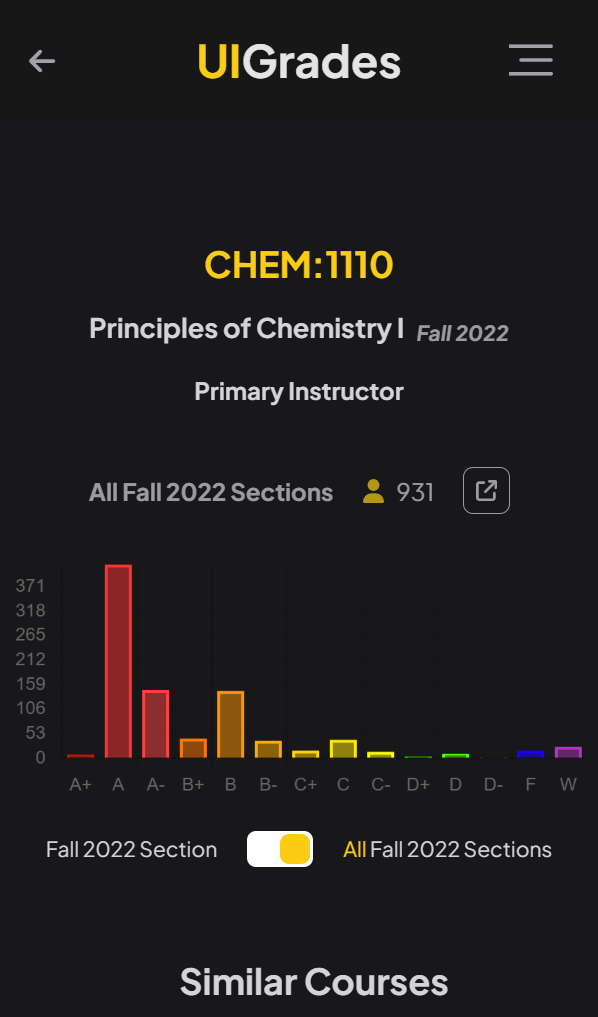 UIGrades
CHEM:1110
Principles of Chemistry I Fall 2022
Primary Instructor
All Fall 2022 Sections 931
371
318
265
212
159
106
53
0
A+ A A- B+ B B- C+ C C- D+ D D- F W
Fall 2022 Section All Fall 2022 Sections
Similar Courses